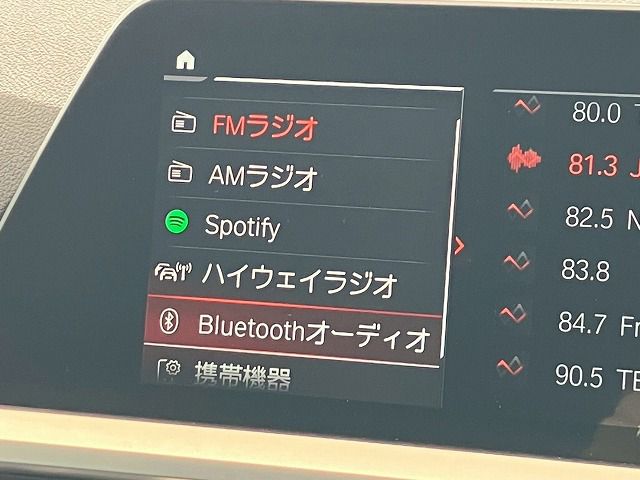 FMラジオ
AMラジオ
Spotify
ハイウェイラジオ
Bluetoothオーディオ
携帯機器
80.0
81.3 J
82.5 N
83.8
84.7 Fr
90.5 TE